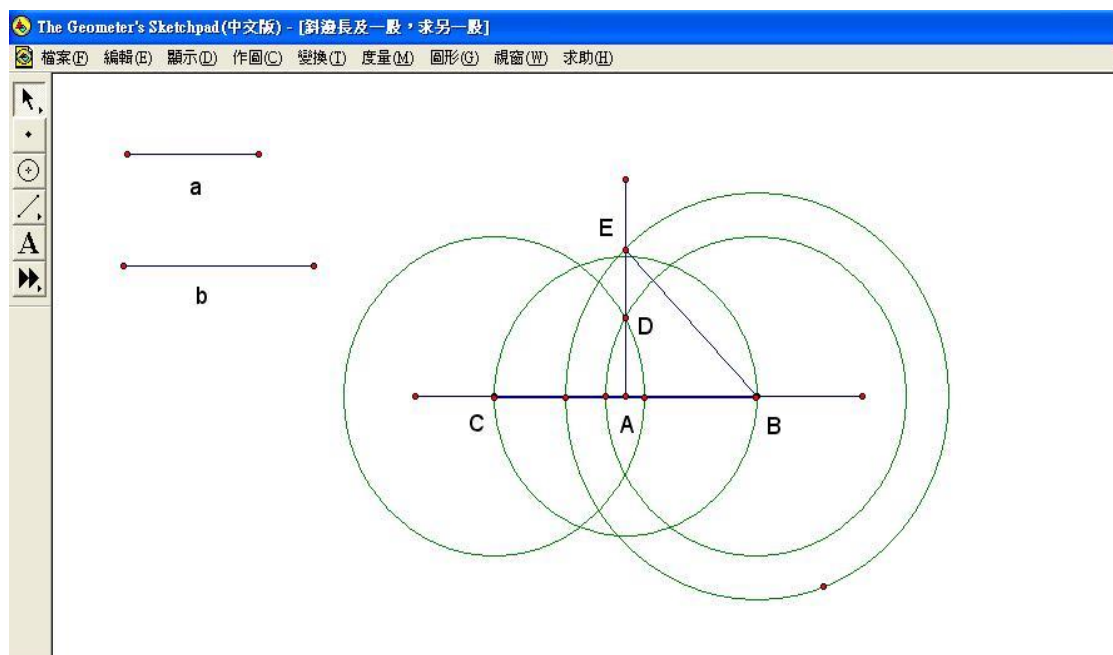 The Geometer's Sketchpad(中文版) - [斜邊長及一股，求另一股]
檔案(F) 編輯(E) 顯示(D) 作圖(C) 變換(T) 度量(M) 圖形(G) 視窗(W) 求助(H)
A
a
b
E
D
C
A
B